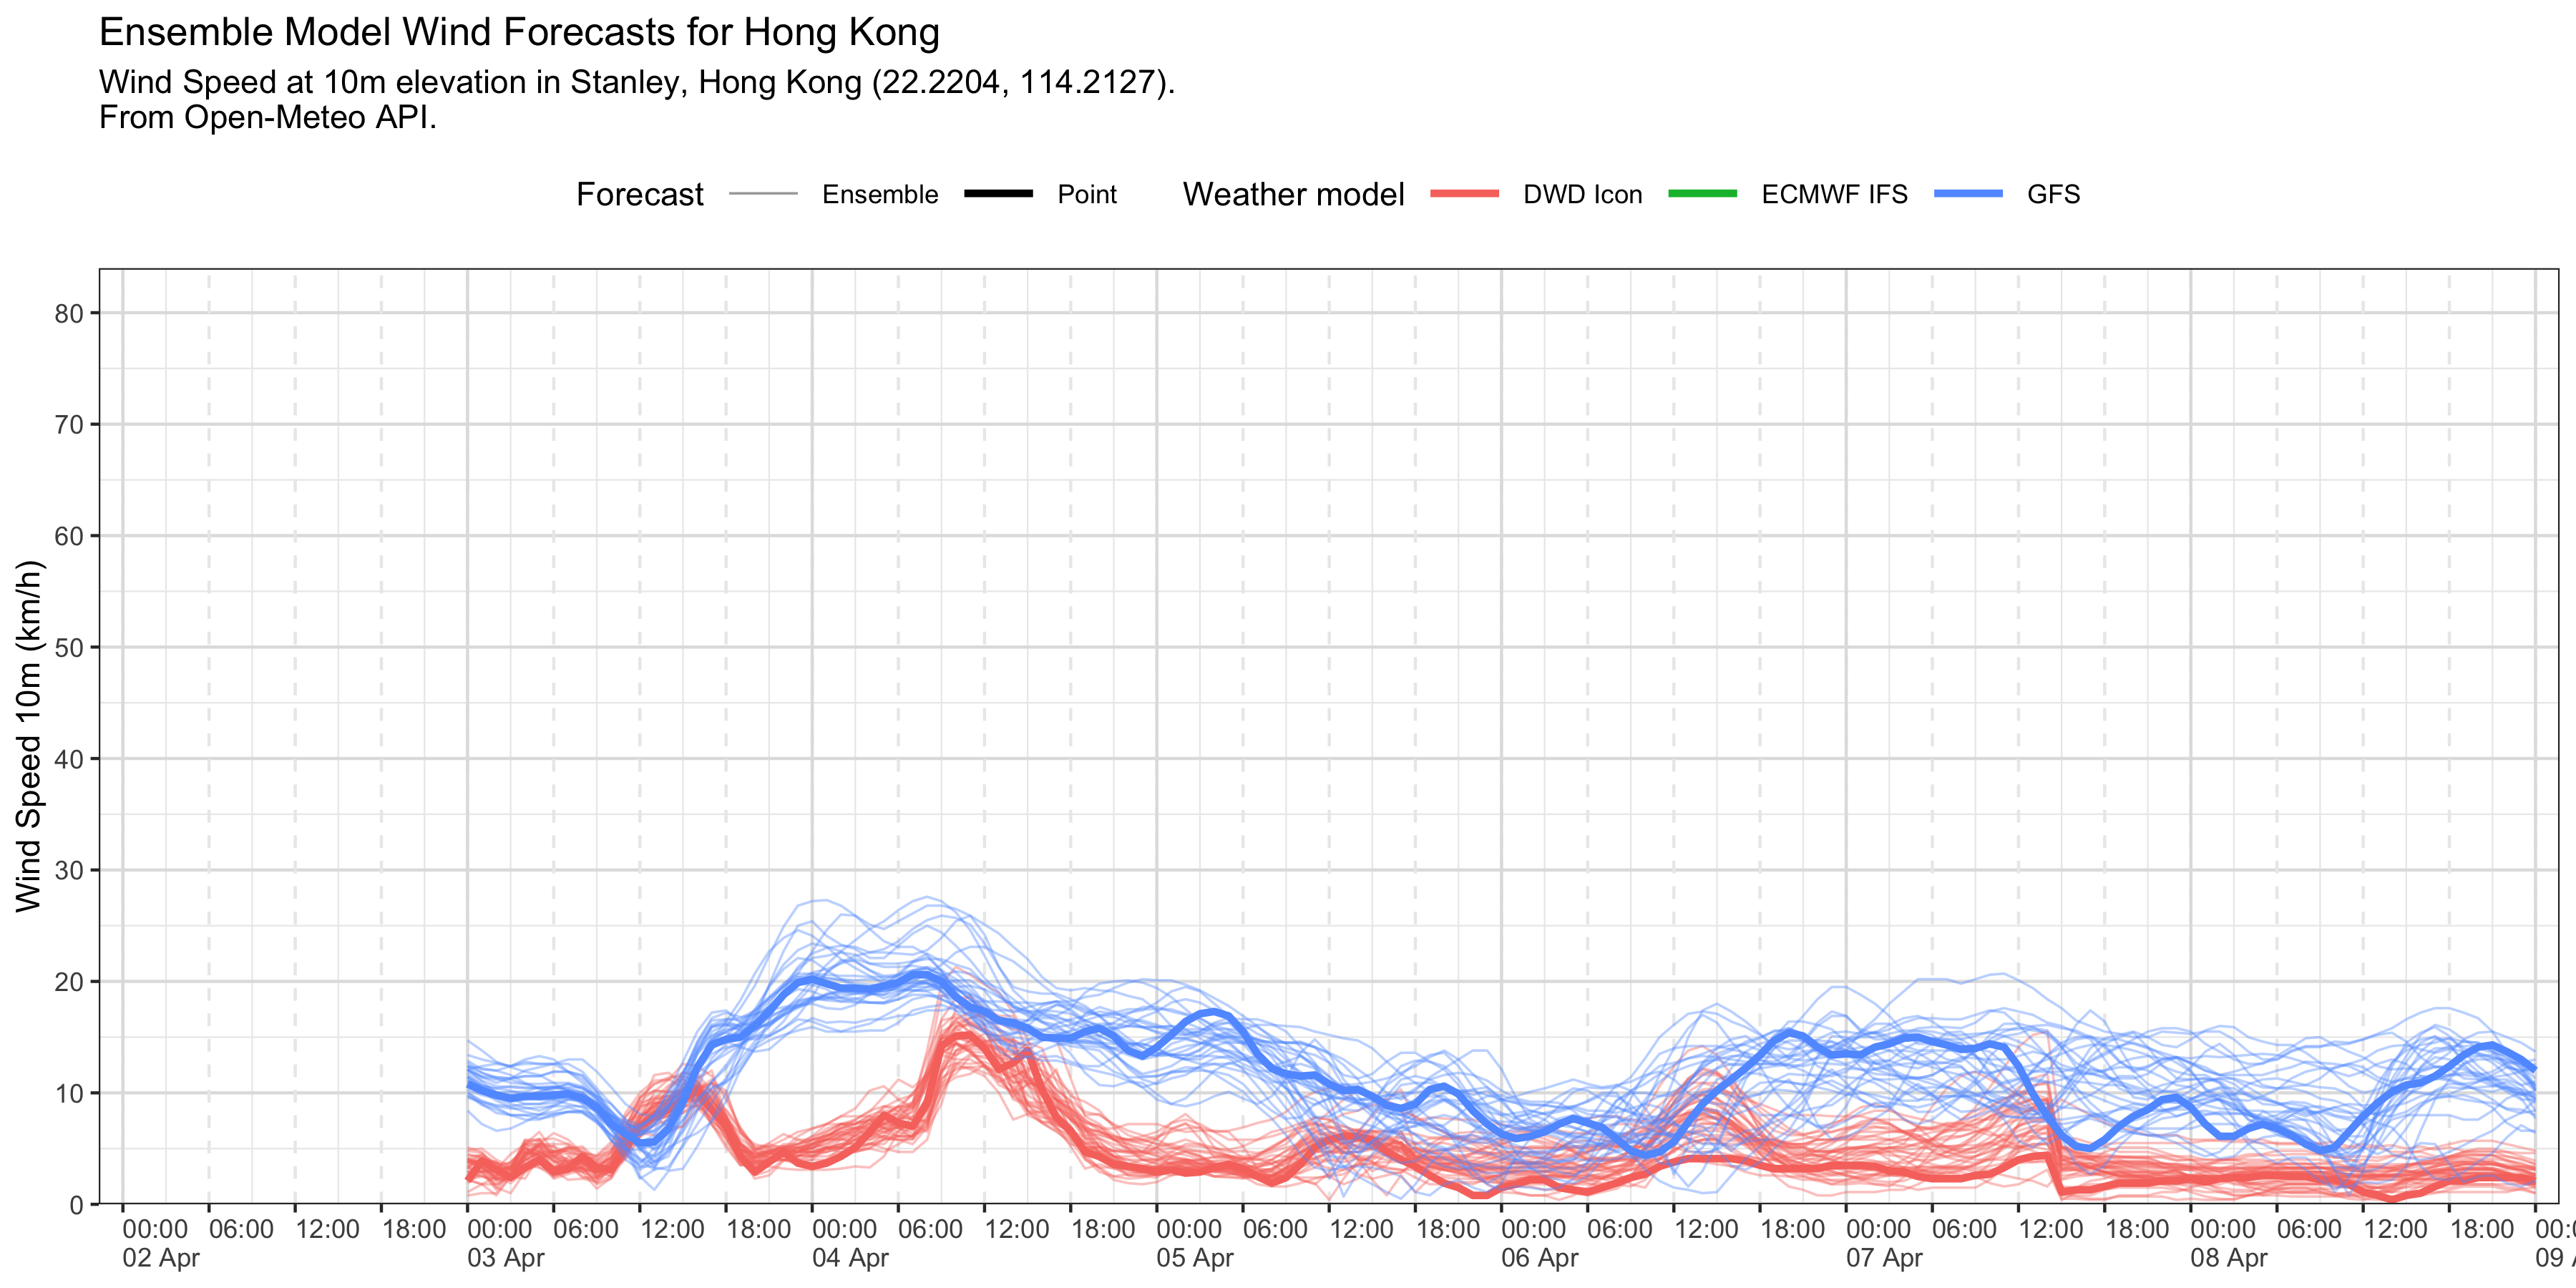 Ensemble Model Wind Forecasts for Hong Kong
Wind Speed at 10m elevation in Stanley, Hong Kong (22.2204, 114.2127).
From Open-Meteo API.
Forecast Ensemble Point Weather model DWD Icon ECMWF IFS GFS
Wind Speed 10m (km/h)
80
70
60
50
40
30
20
10
0
00:00 06:00 12:00 18:00 00:00 06:00 12:00 18:00 00:00 06:00 12:00 18:00 00:00 06:00 12:00 18:00 00:00 06:00 12:00 18:00 00:00 06:00 12:00 18:00 00:00 06:00 12:00 18:00
02 Apr 03 Apr 04 Apr 05 Apr 06 Apr 07 Apr 08 Apr 09